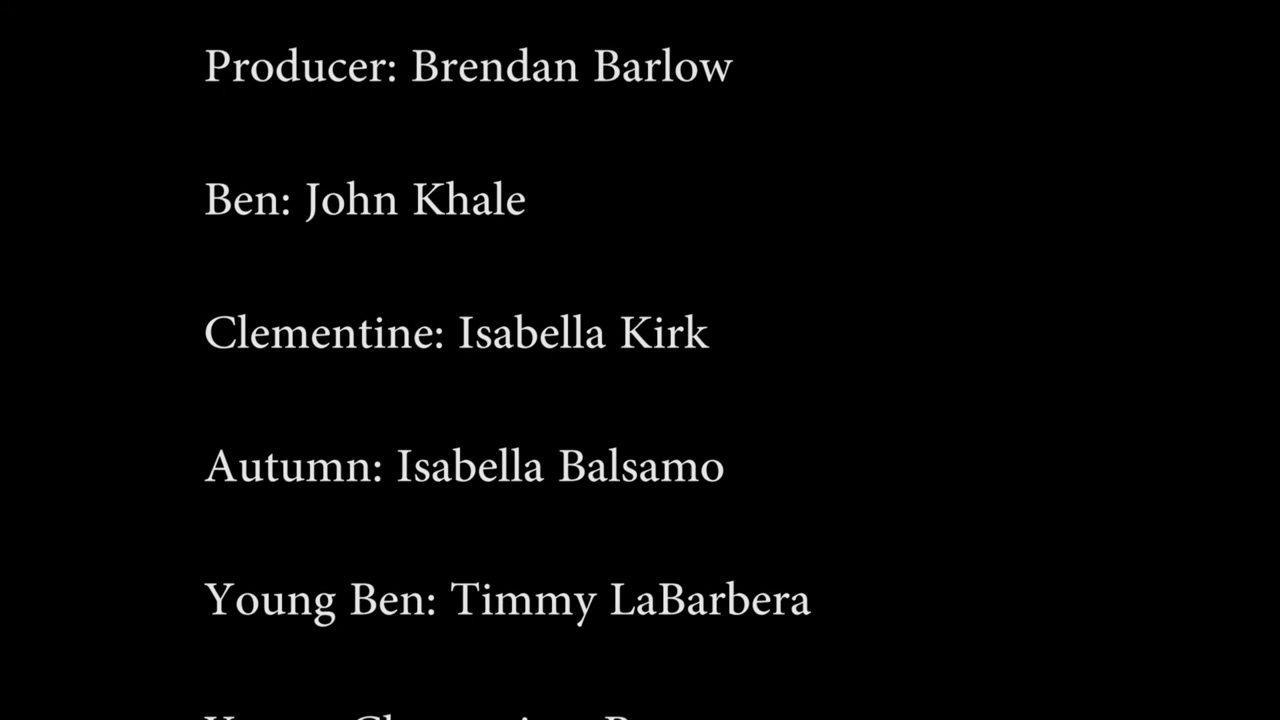 Producer: Brendan Barlow
Ben: John Khale
Clementine: Isabella Kirk
Autumn: Isabella Balsamo
Young Ben: Timmy LaBarbera